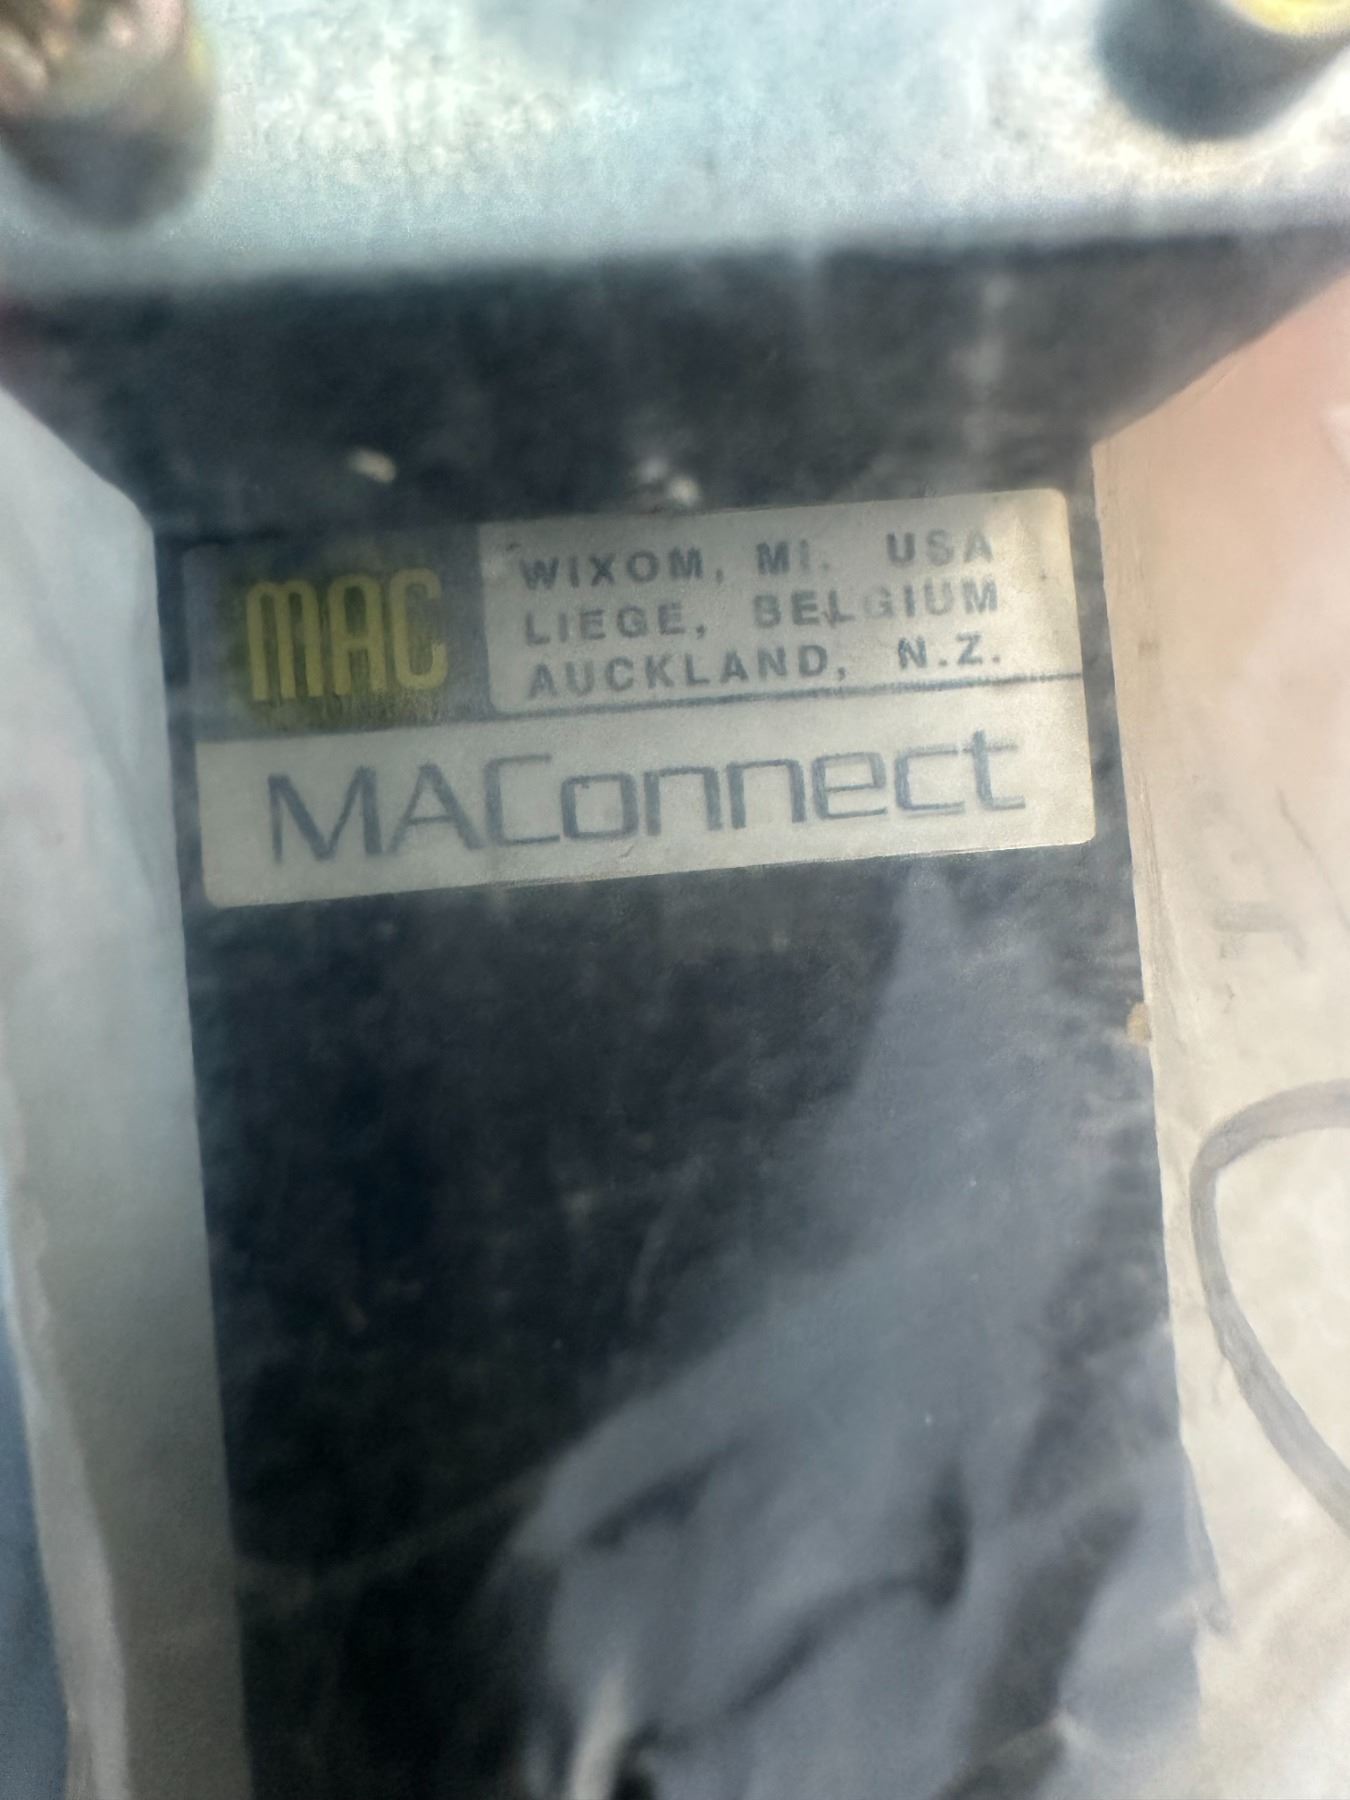 MAC
WIXOM, MI. USA
LIEGE, BELGIUM
AUCKLAND, N.Z.
MAConnect